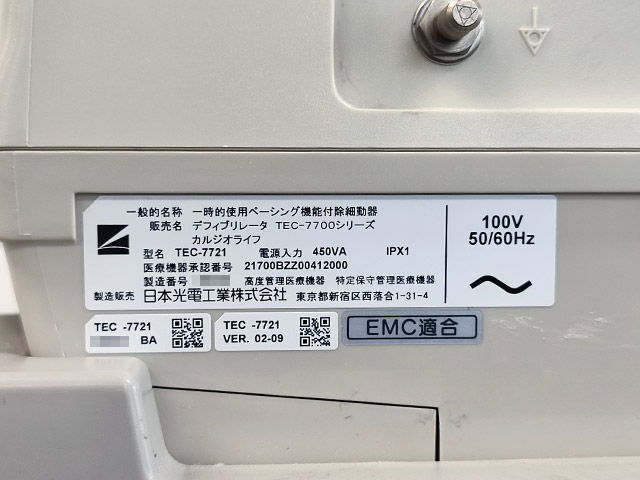 一般的名称 一時的使用ペーシング機能付除細動器
販売名 デフィブリレータ TEC-7700シリーズ
カルジオライフ
型名 TEC-7721 電源入力 450VA IPX1
医療機器承認番号 21700BZZ00412000
製造番号 高度管理医療機器 特定保守管理医療機器
製造販売 日本光電工業株式会社 東京都新宿区西落合1-31-4
100V
50/60Hz
TEC -7721
BA
TEC -7721
VER. 02-09
EMC適合